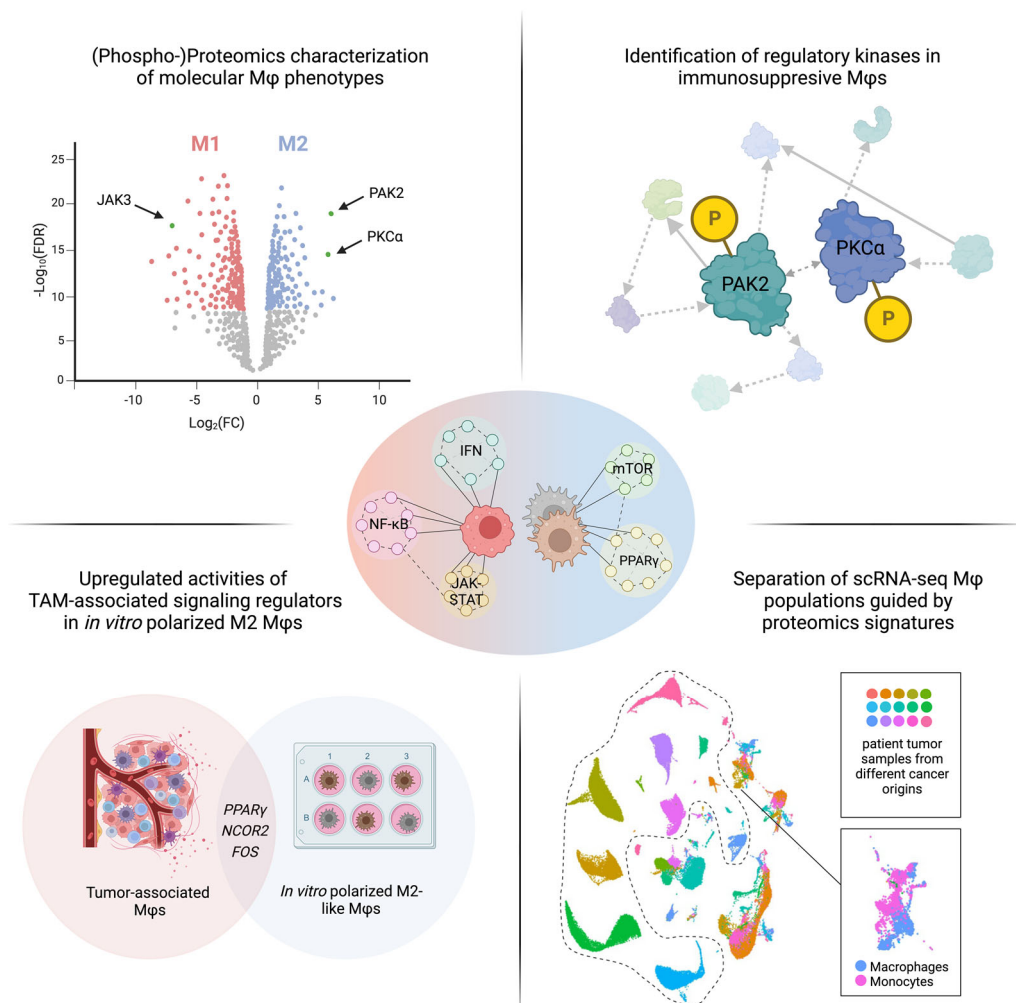 (Phospho-)Proteomics characterization
of molecular Mφ phenotypes
M1
M2
25
20
15
10
5
0
-Log₁₀(FDR)
JAK3
PAK2
PKCα
-10
-5
0
5
10
Log₂(FC)
Identification of regulatory kinases in
immunosuppresive Mφs
P
PAK2
PKCα
P
IFN
NF-κB
JAK-
STAT
mTOR
PPARγ
Upregulated activities of
TAM-associated signaling regulators
in in vitro polarized M2 Mφs
PPARγ
NCOR2
FOS
Tumor-associated
Mφs
1
2
3
A
B
In vitro polarized M2-
like Mφs
Separation of scRNA-seq Mφ
populations guided by
proteomics signatures
patient tumor
samples from
different cancer
origins
Macrophages
Monocytes